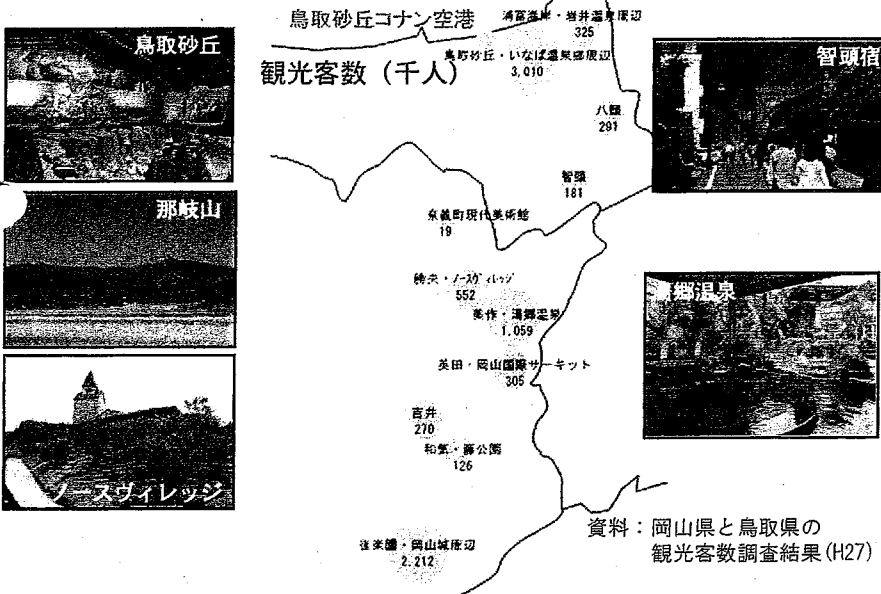 鳥取砂丘コナン空港
浦富海岸・岩井温泉周辺
325
鳥取砂丘
鳥取砂丘・いなば温泉郷周辺
3,010
観光客数（千人）
智頭宿
八頭
291
智頭
181
那岐山
奈義町現代美術館
19
勝央・ノースヴィレッジ
552
美作・湯郷温泉
1,059
郷温泉
英田・岡山国際サーキット
305
吉井
270
和気・藤公園
126
ノースヴィレッジ
後楽園・岡山城周辺
2,212
資料：岡山県と鳥取県の
観光客数調査結果(H27)